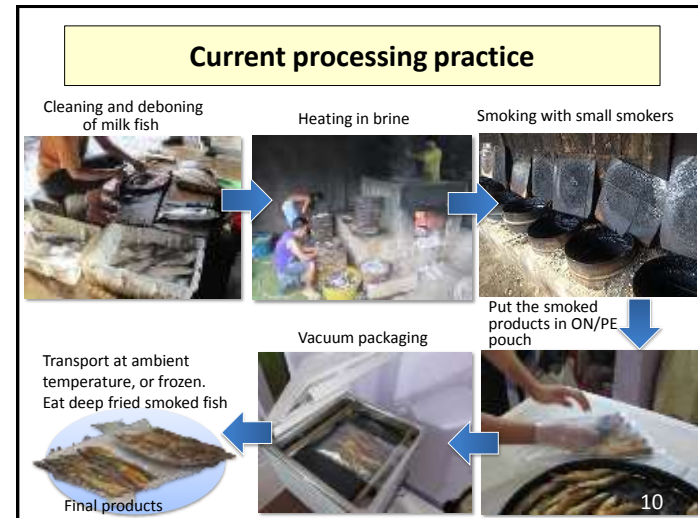 Current processing practice
Cleaning and deboning
of milk fish
Heating in brine
Smoking with small smokers
Put the smoked
products in ON/PE
pouch
Vacuum packaging
Transport at ambient
temperature, or frozen.
Eat deep fried smoked fish
Final products
10